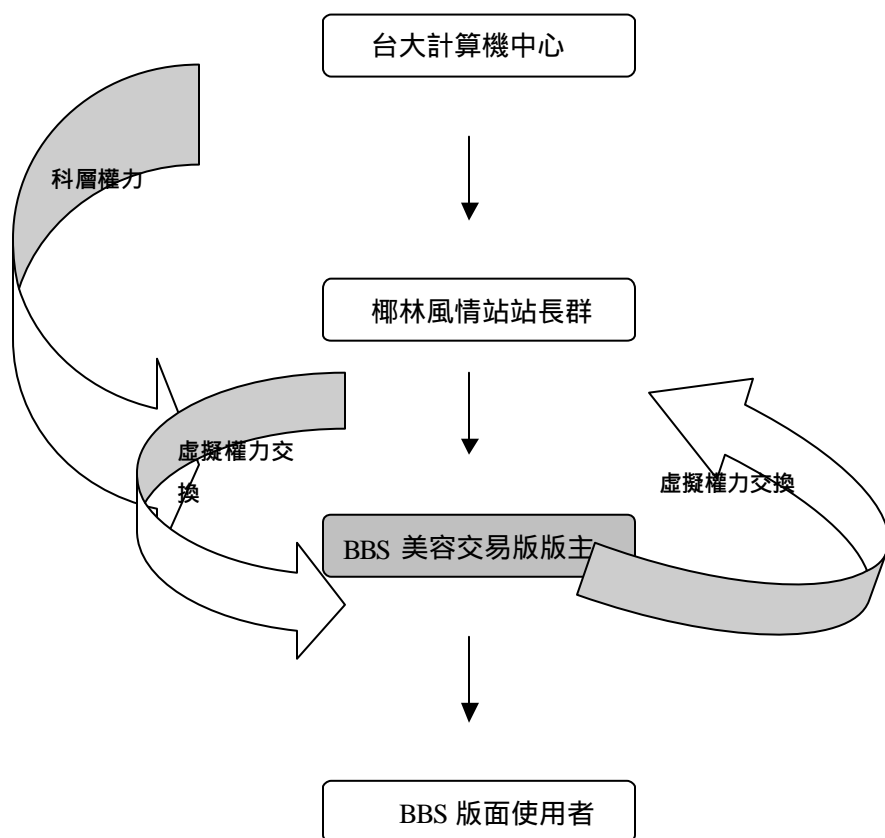 台大計算機中心
科層權力
椰林風情站站長群
虛擬權力交
換
虛擬權力交換
BBS 美容交易版版主
BBS 版面使用者